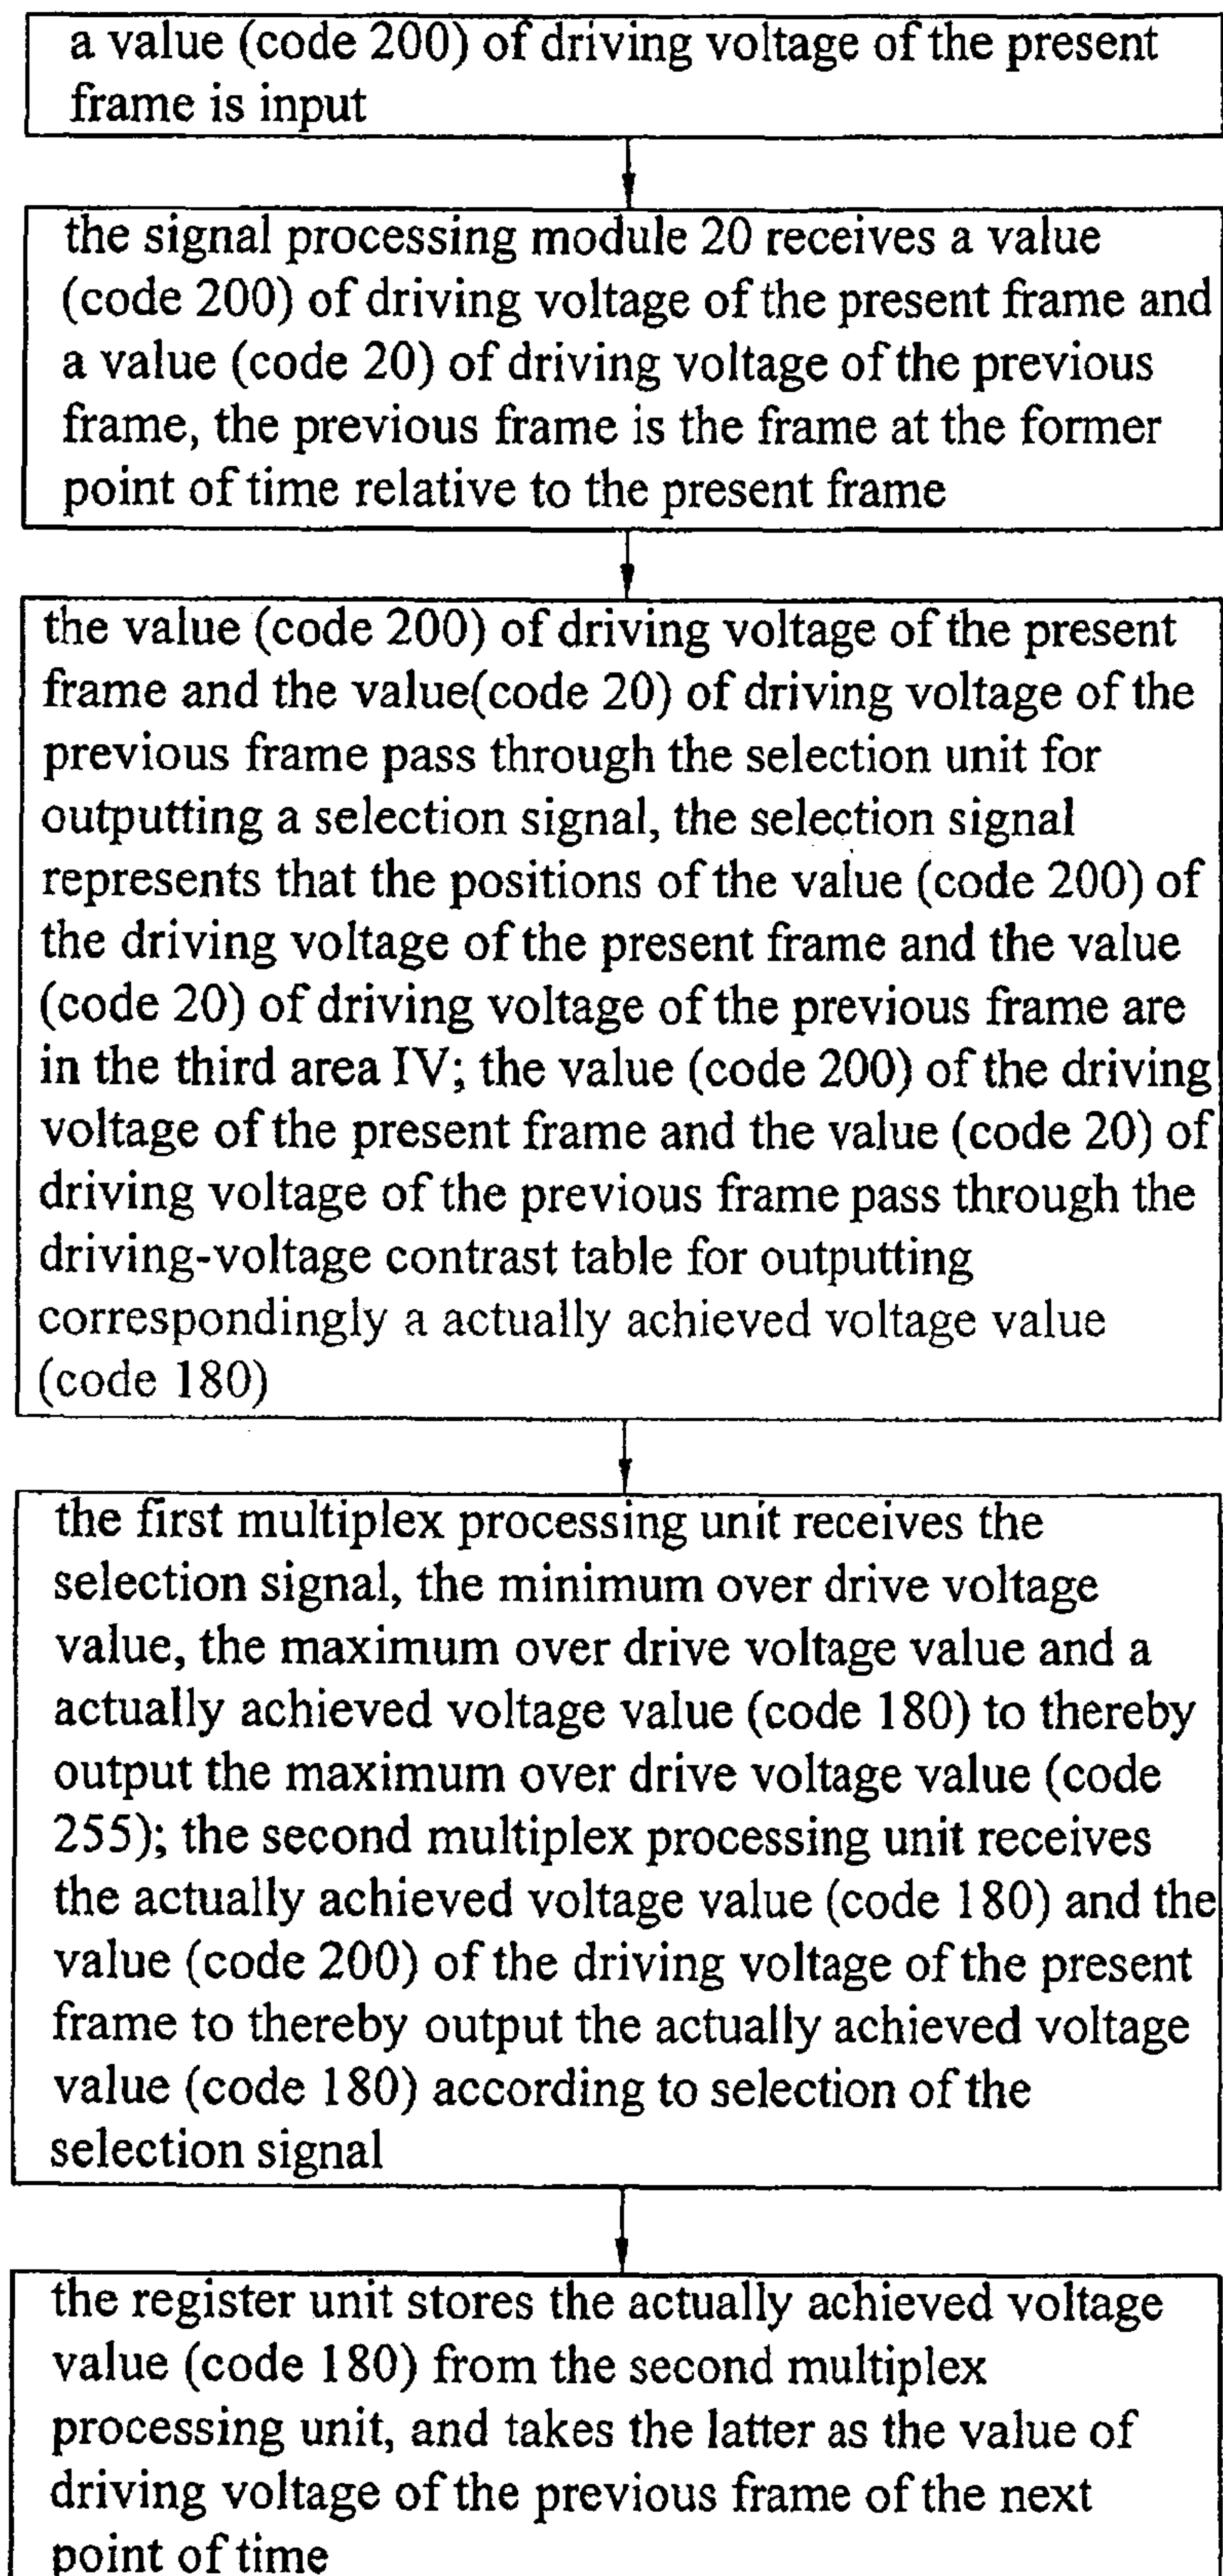 a value (code 200) of driving voltage of the present
frame is input
the signal processing module 20 receives a value
(code 200) of driving voltage of the present frame and
a value (code 20) of driving voltage of the previous
frame, the previous frame is the frame at the former
point of time relative to the present frame
the value (code 200) of driving voltage of the present
frame and the value(code 20) of driving voltage of the
previous frame pass through the selection unit for
outputting a selection signal, the selection signal
represents that the positions of the value (code 200) of
the driving voltage of the present frame and the value
(code 20) of driving voltage of the previous frame are
in the third area IV; the value (code 200) of the driving
voltage of the present frame and the value (code 20) of
driving voltage of the previous frame pass through the
driving-voltage contrast table for outputting
correspondingly a actually achieved voltage value
(code 180)
the first multiplex processing unit receives the
selection signal, the minimum over drive voltage
value, the maximum over drive voltage value and a
actually achieved voltage value (code 180) to thereby
output the maximum over drive voltage value (code
255); the second multiplex processing unit receives
the actually achieved voltage value (code 180) and the
value (code 200) of the driving voltage of the present
frame to thereby output the actually achieved voltage
value (code 180) according to selection of the
selection signal
the register unit stores the actually achieved voltage
value (code 180) from the second multiplex
processing unit, and takes the latter as the value of
driving voltage of the previous frame of the next
point of time